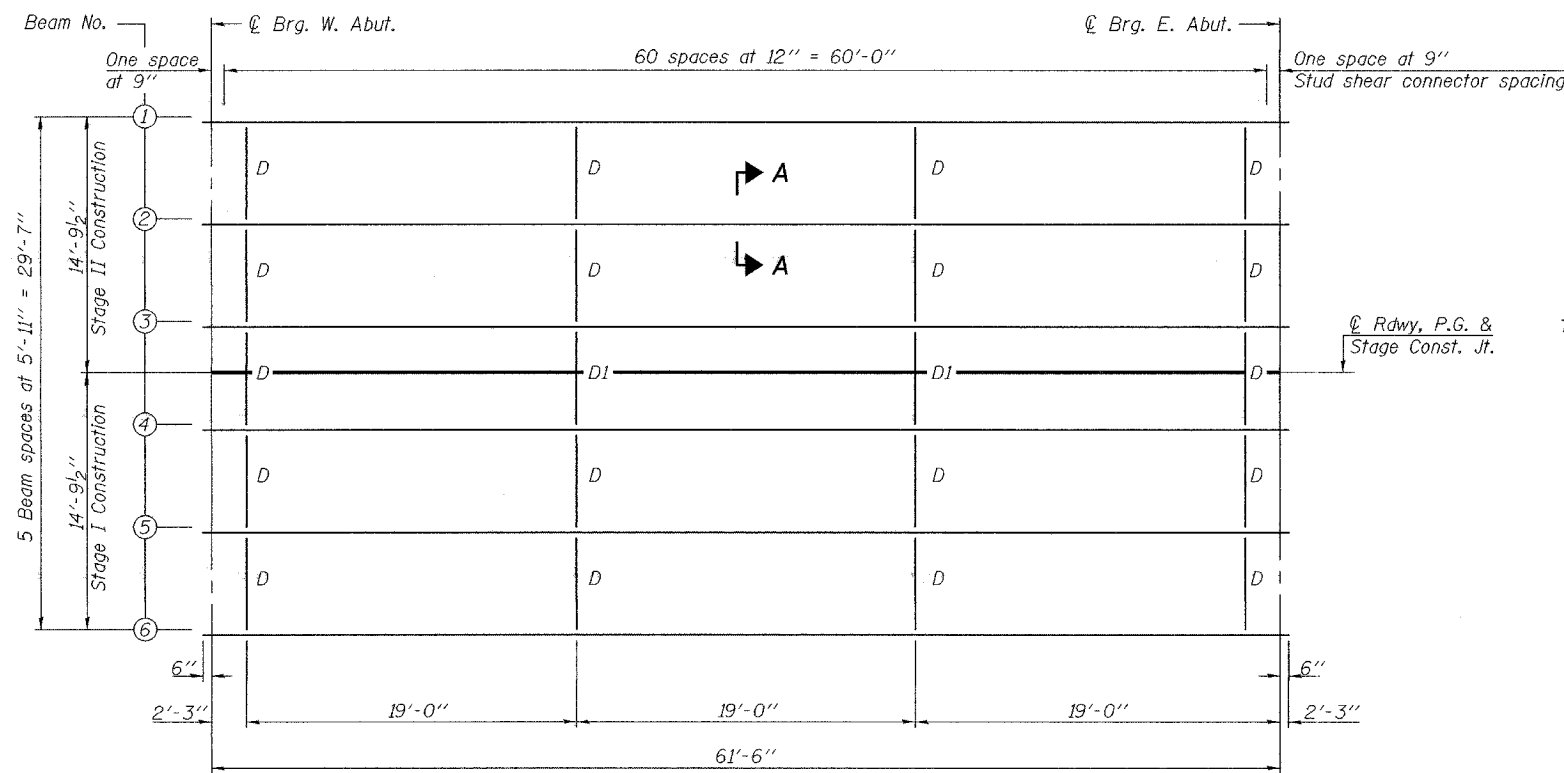 Beam No.
℄ Brg. W. Abut.
℄ Brg. E. Abut.
One space
at 9"
60 spaces at 12" = 60'-0"
One space at 9"
Stud shear connector spacing
1
D D D D
A
2
A
D D D D
3
℄ Rdwy, P.G. &
Stage Const. Jt.
D D1 D1 D
4
D D D D
5
D D D D
6
5 Beam spaces at 5'-11" = 29'-7"
14'-9½"
Stage II Construction
14'-9½"
Stage I Construction
6"
6"
2'-3"
19'-0"
19'-0"
19'-0"
2'-3"
61'-6"